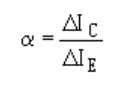 α = ΔI_C / ΔI_E